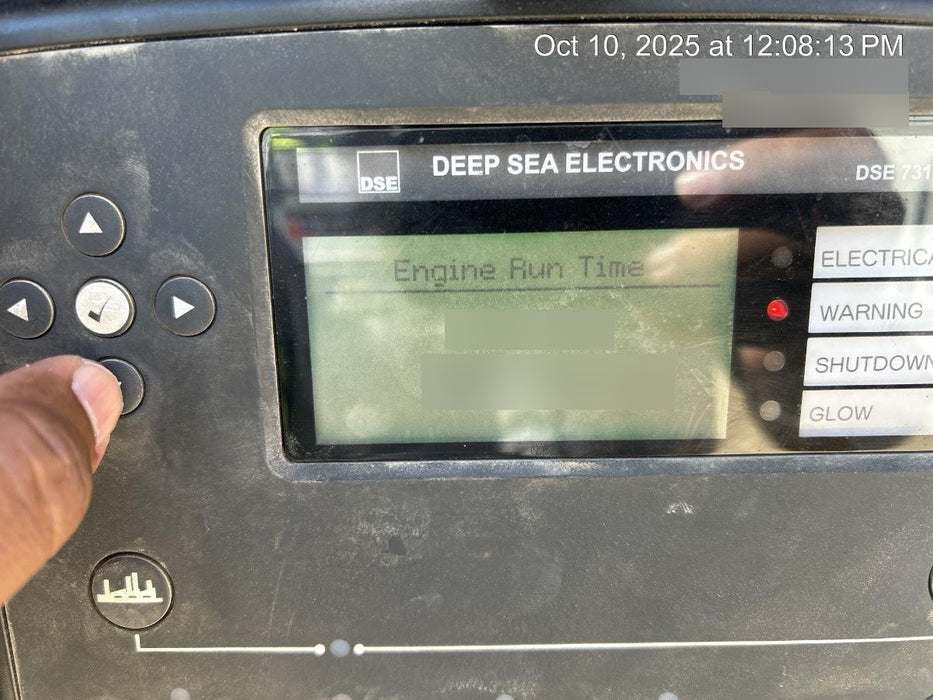 Oct 10, 2025 at 12:08:13 PM
DSE
DEEP SEA ELECTRONICS
DSE 731
Engine Run Time
ELECTRICA
WARNING
SHUTDOWN
GLOW